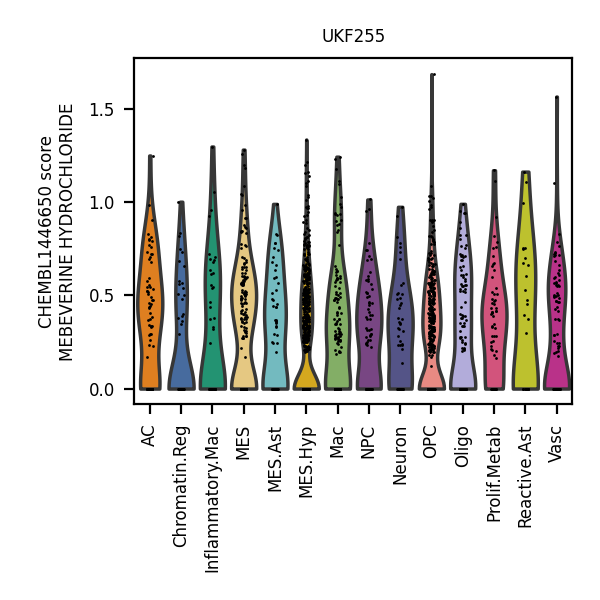 UKF255
CHEMBL1446650 score
MEBEVERINE HYDROCHLORIDE
1.5
1.0
0.5
0.0
AC
Chromatin.Reg
Inflammatory.Mac
MES
MES.Ast
MES.Hyp
Mac
NPC
Neuron
OPC
Oligo
Prolif.Metab
Reactive.Ast
Vasc